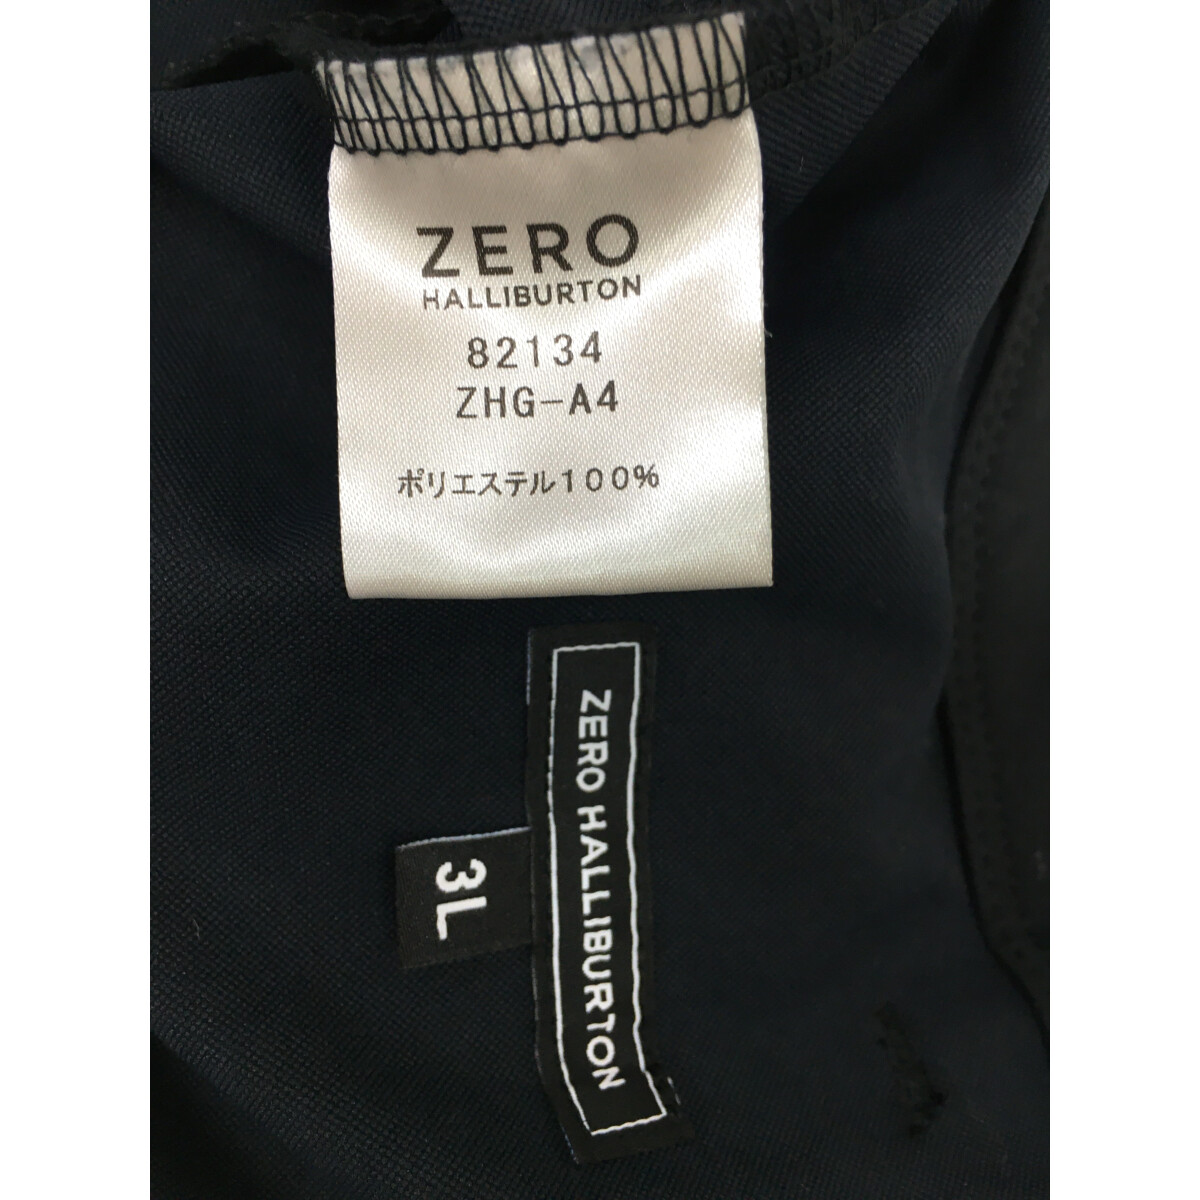 ZERO
HALLIBURTON
82134
ZHG-A4
ポリエステル100%
ZERO HALLIBURTON
3L